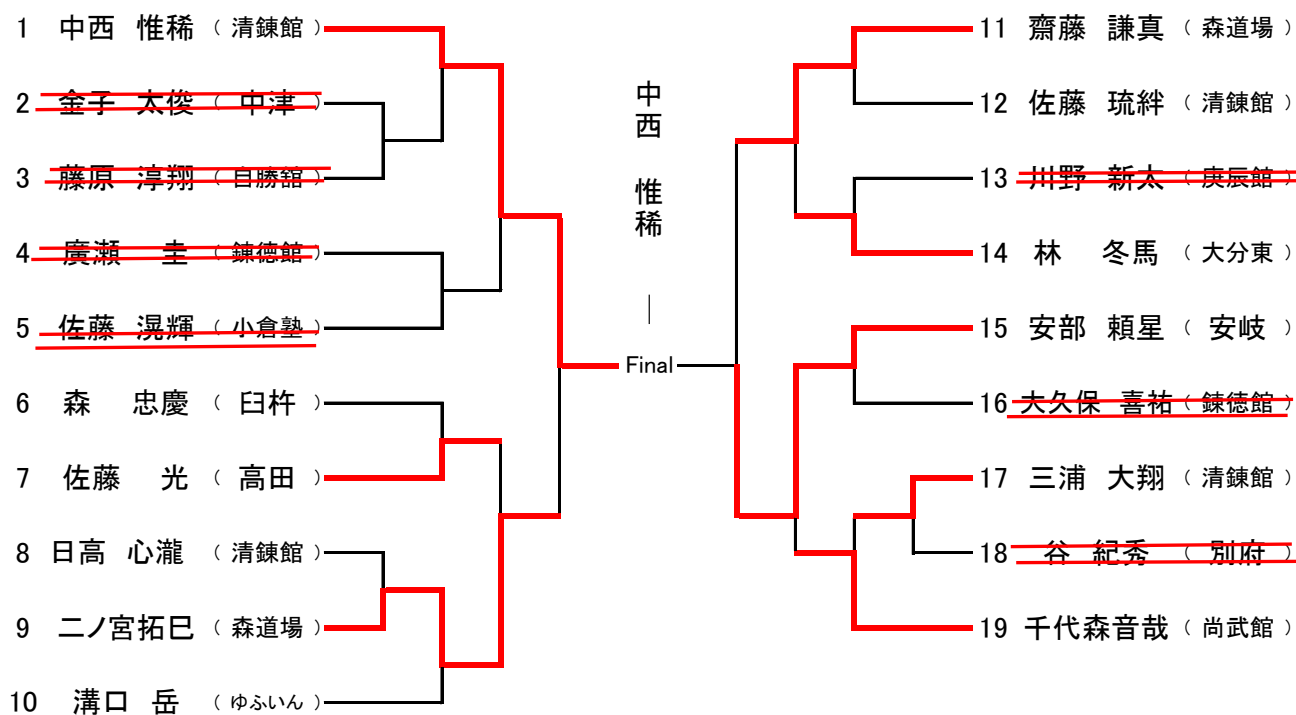 1 中西 惟稀 （ 清錬館 ）
2 金子 太俊 （ 中津 ）
3 藤原 淳翔 （ 自勝舘 ）
4 廣瀬 圭 （ 錬徳館 ）
5 佐藤 滉輝 （ 小倉塾 ）
6 森 忠慶 （ 臼杵 ）
7 佐藤 光 （ 高田 ）
8 日高 心瀧 （ 清錬館 ）
9 二ノ宮拓巳 （ 森道場 ）
10 溝口 岳 （ ゆふいん ）
中西 惟稀 ―
Final
11 齋藤 謙真 （ 森道場 ）
12 佐藤 琉絆 （ 清錬館 ）
13 川野 新太 （ 庚辰館 ）
14 林 冬馬 （ 大分東 ）
15 安部 頼星 （ 安岐 ）
16 大久保 喜祐 （ 錬徳館 ）
17 三浦 大翔 （ 清錬館 ）
18 谷 紀秀 （ 別府 ）
19 千代森音哉 （ 尚武館 ）